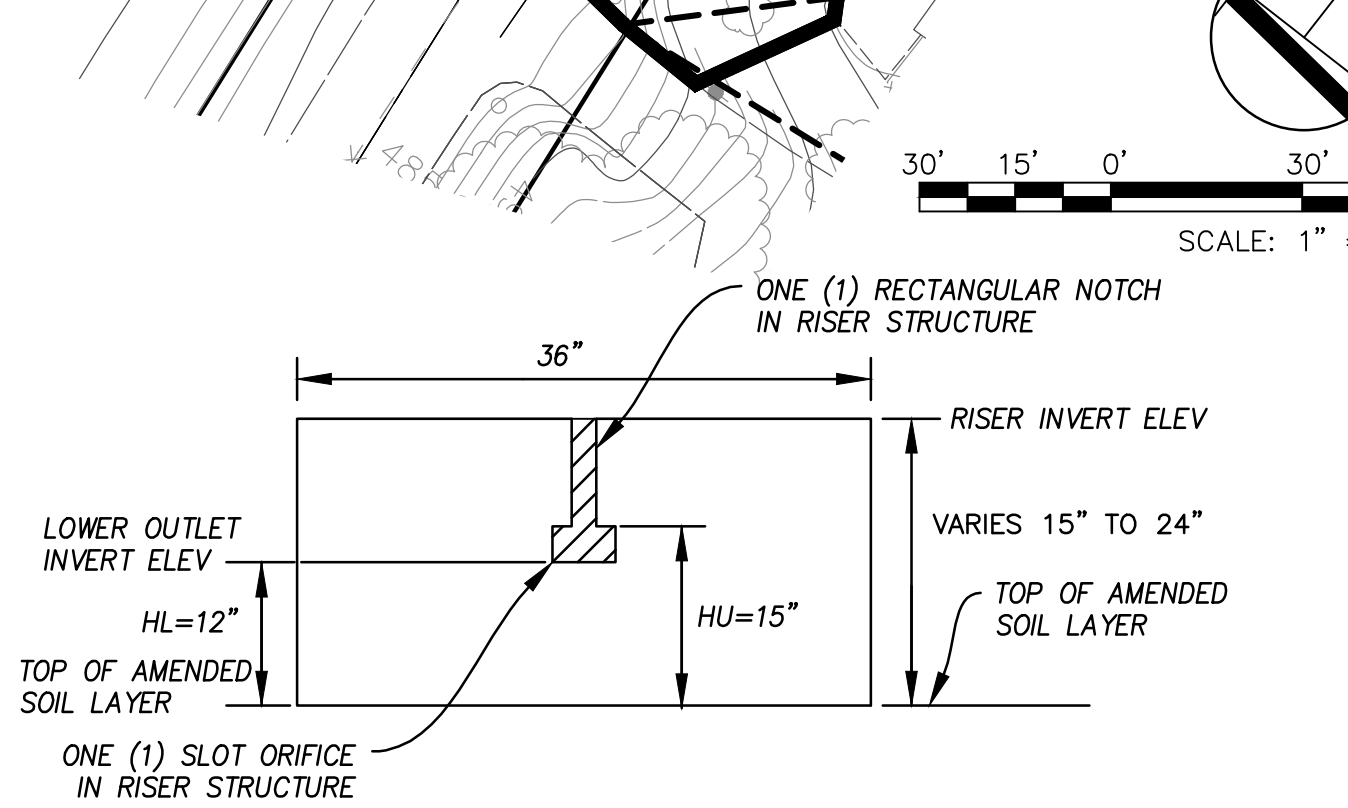 30’ 15’ 0’ 30’
SCALE: 1”
ONE (1) RECTANGULAR NOTCH
IN RISER STRUCTURE
36”
RISER INVERT ELEV
LOWER OUTLET
INVERT ELEV
VARIES 15” TO 24”
HL=12”
HU=15”
TOP OF AMENDED
SOIL LAYER
TOP OF AMENDED
SOIL LAYER
ONE (1) SLOT ORIFICE
IN RISER STRUCTURE